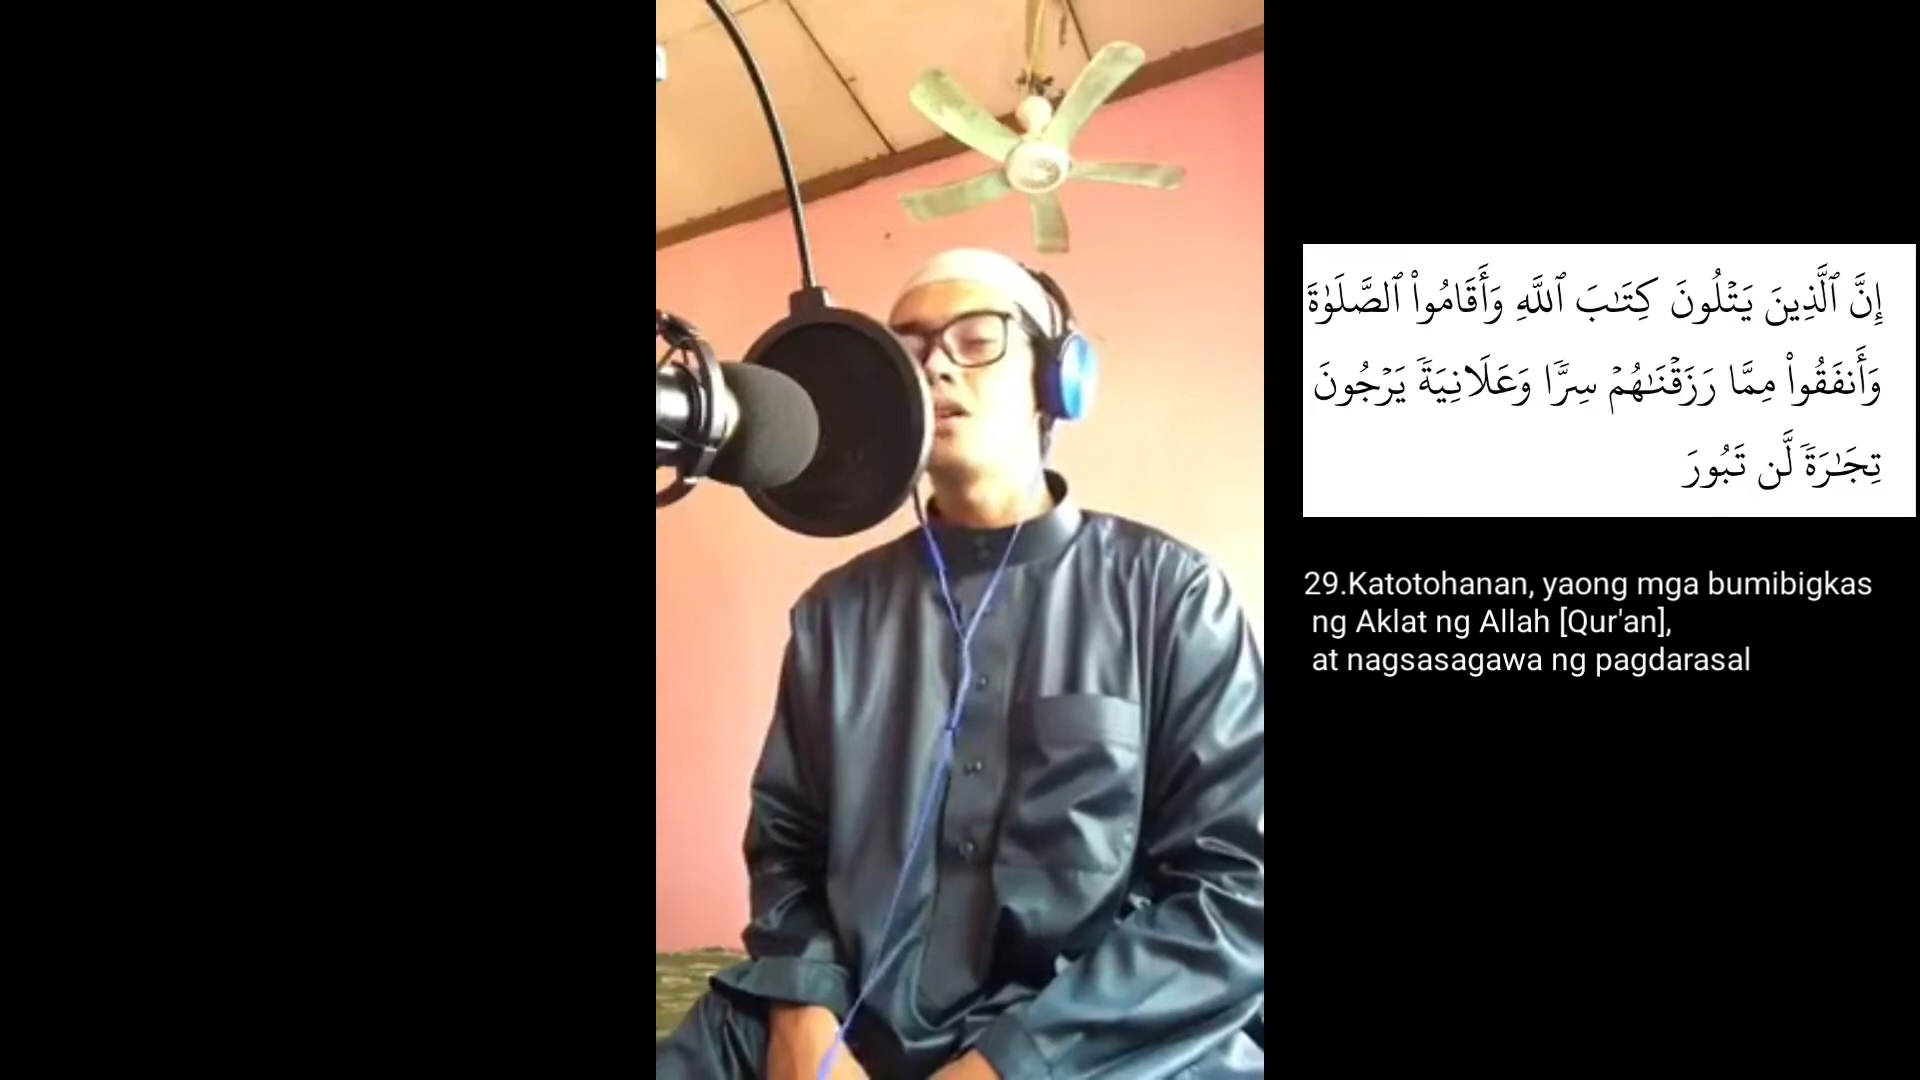 إِنَّ ٱلَّذِينَ يَتۡلُونَ كِتَٰبَ ٱللَّهِ وَأَقَامُواْ ٱلصَّلَوٰةَ
وَأَنفَقُواْ مِمَّا رَزَقۡنَٰهُمۡ سِرّٗا وَعَلَانِيَةٗ يَرۡجُونَ
تِجَٰرَةٗ لَّن تَبُورَ
29.Katotohanan, yaong mga bumibigkas
ng Aklat ng Allah [Qur'an],
at nagsasagawa ng pagdarasal